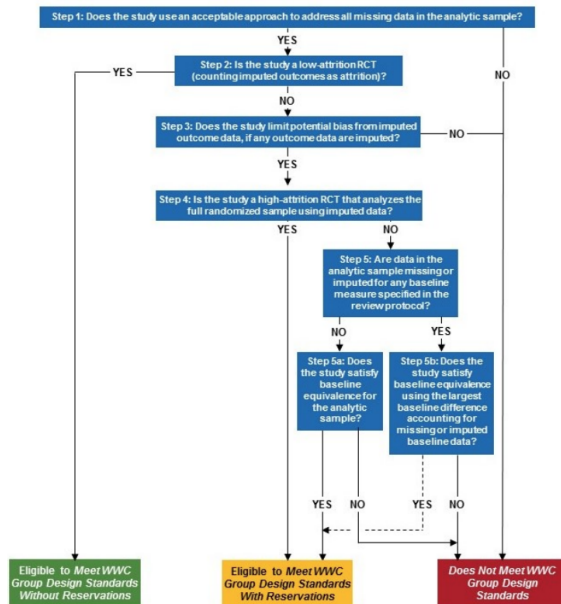 Step 1: Does the study use an acceptable approach to address all missing data in the analytic sample?
YES
NO
Step 2: Is the study a low-attrition RCT
(counting imputed outcomes as attrition)?
YES
NO
Step 3: Does the study limit potential bias from imputed
outcome data, if any outcome data are imputed?
NO
YES
Step 4: Is the study a high-attrition RCT that analyzes the
full randomized sample using imputed data?
YES
NO
Step 5: Are data in the
analytic sample missing or
imputed for any baseline
measure specified in the
review protocol?
NO
YES
Step 5a: Does
the study satisfy
baseline
equivalence for
the analytic
sample?
Step 5b: Does the
study satisfy
baseline equivalence
using the largest
baseline difference
accounting for
missing or imputed
baseline data?
YES
NO
YES
NO
Eligible to Meet WWC
Group Design Standards
Without Reservations
Eligible to Meet WWC
Group Design Standards
With Reservations
Does Not Meet WWC
Group Design
Standards